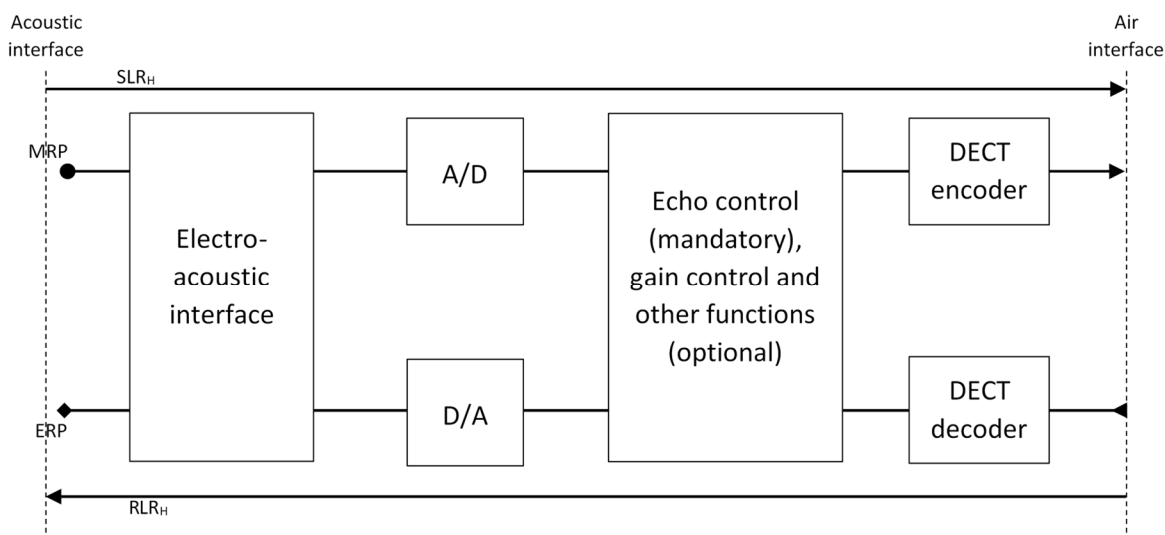 Acoustic
interface
Air
interface
SLRH
MRP
A/D
DECT
encoder
Electro-
acoustic
interface
Echo control
(mandatory),
gain control and
other functions
(optional)
ERP
D/A
DECT
decoder
RLRH